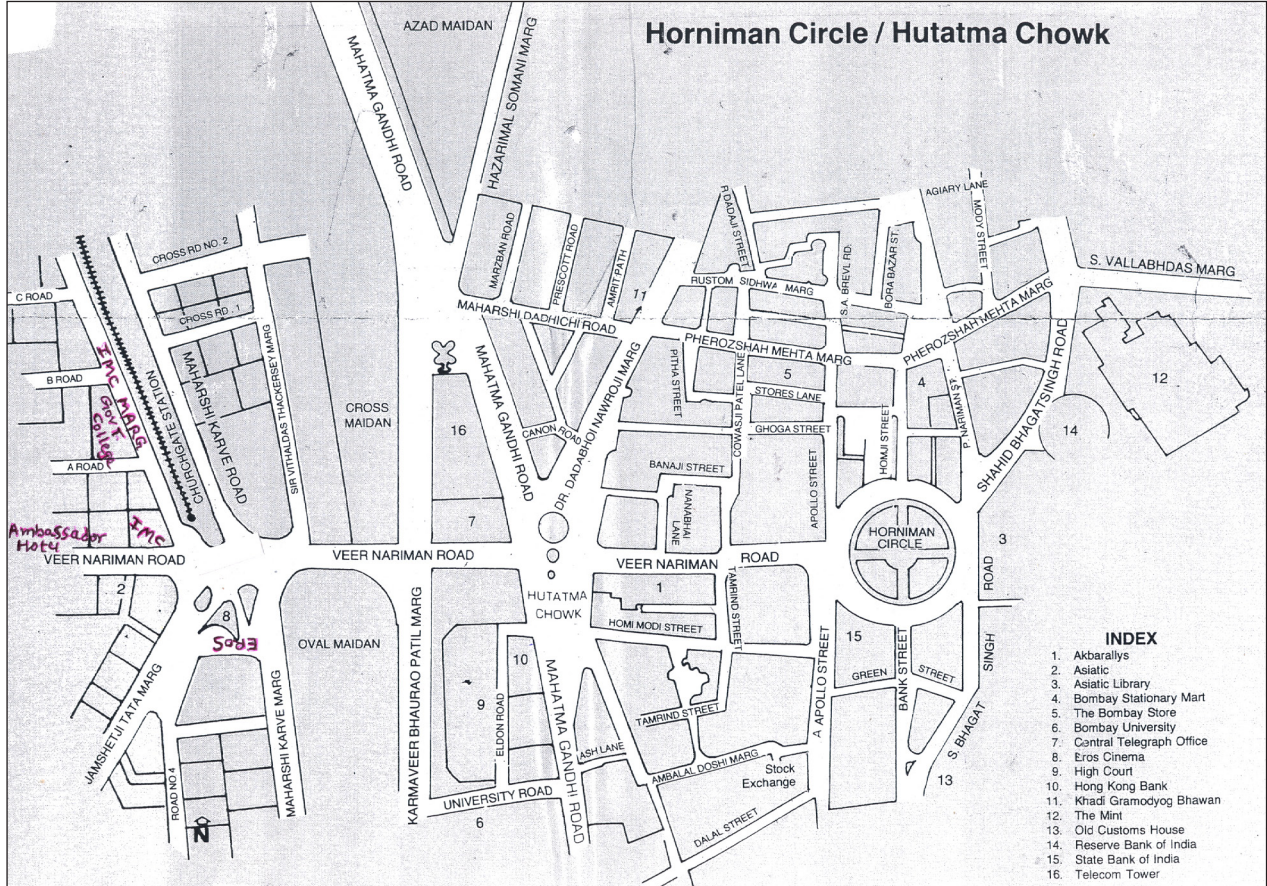 Horniman Circle / Hutatma Chowk
AZAD MAIDAN
MAHATMA GANDHI ROAD
HAZARIMAL SOMANI MARG
CROSS RD NO. 2
CROSS RD. 1
C ROAD
B ROAD
A ROAD
IMC MARG
GOVT
College
CHURCHGATE STATION
MAHARSHI KARVE ROAD
SIR VITHALDAS THACKERSEY MARG
CROSS
MAIDAN
MARZBAN ROAD
PRESCOTT ROAD
AMRIT PATH
11
MAHARSHI DADHICHI ROAD
R DADAJI STREET
AGIARY LANE
MODY STREET
RUSTOM SIDHWA MARG
S.A. BREVI. RD.
BORA BAZAR ST.
S. VALLABHDAS MARG
PHEROZSHAH MEHTA MARG
PHEROZSHAH MEHTA MARG
MAHATMA GANDHI ROAD
16
CANON ROAD
DR. DADABHOI NAWROJI MARG
PITHA STREET
COWASJI PATEL LANE
5
STORES LANE
GHOGA STREET
BANAJI STREET
NANABHAI
LANE
APOLLO STREET
HOMJI STREET
4
P. NARIMAN ST.
SHAHID BHAGATSINGH ROAD
12
14
7
IMC
Ambassador
Hotel
VEER NARIMAN ROAD
VEER NARIMAN ROAD
VEER NARIMAN ROAD
HORNIMAN
CIRCLE
3
ROAD
2
8
EROS
OVAL MAIDAN
HUTATMA
CHOWK
1
HOMI MODI STREET
TAMRIND STREET
15
GREEN STREET
BANK STREET
SINGH
S. BHAGAT
13
JAMSHETJI TATA MARG
ROAD NO. 4
N
MAHARSHI KARVE MARG
KARMAVEER BHAURAO PATIL MARG
9
ELDON ROAD
10
MAHATMA GANDHI ROAD
UNIVERSITY ROAD
6
ASH LANE
TAMRIND STREET
AMBALAL DOSHI MARG
Stock
Exchange
A APOLLO STREET
DALAL STREET
INDEX
1. Akbarallys
2. Asiatic
3. Asiatic Library
4. Bombay Stationary Mart
5. The Bombay Store
6. Bombay University
7. Central Telegraph Office
8. Eros Cinema
9. High Court
10. Hong Kong Bank
11. Khadi Gramodyog Bhawan
12. The Mint
13. Old Customs House
14. Reserve Bank of India
15. State Bank of India
16. Telecom Tower